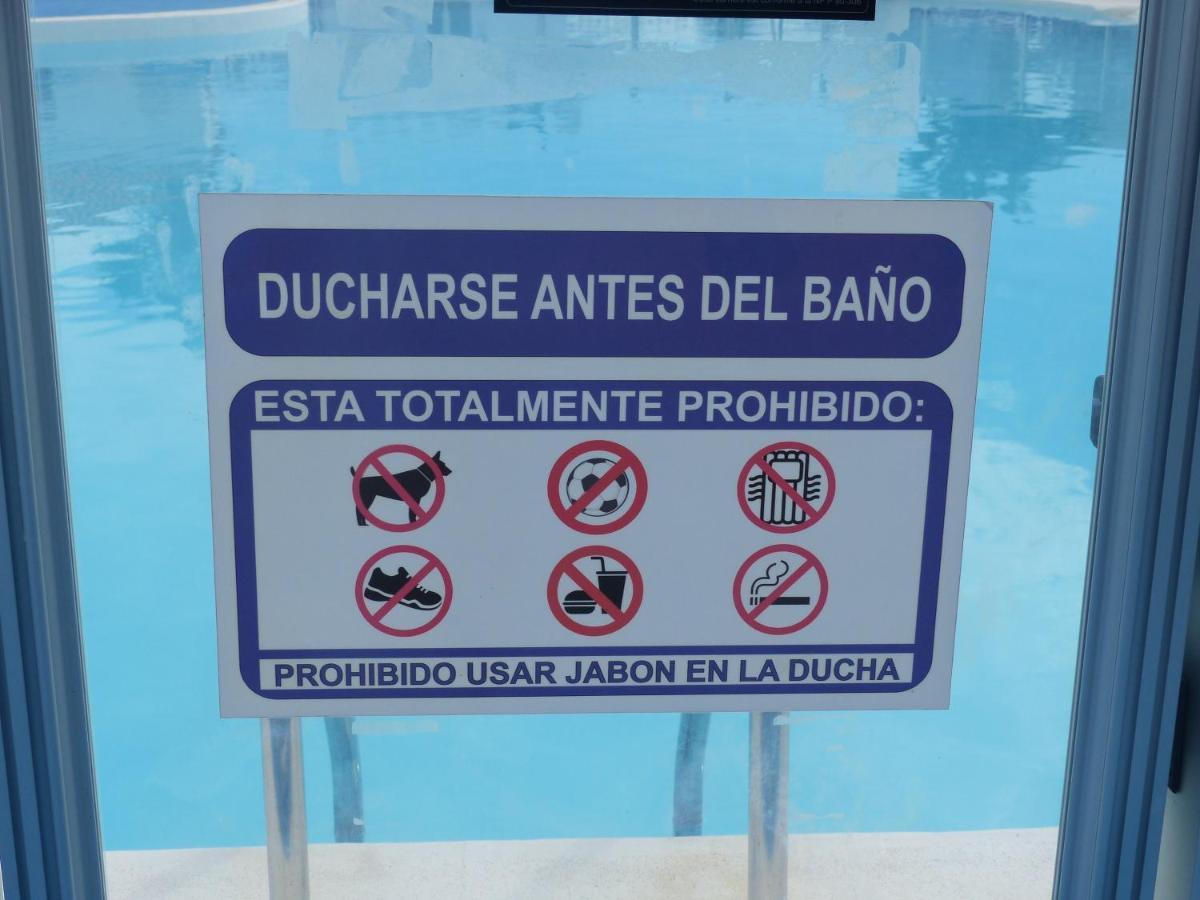 DUCHARSE ANTES DEL BAÑO
ESTA TOTALMENTE PROHIBIDO:
PROHIBIDO USAR JABON EN LA DUCHA